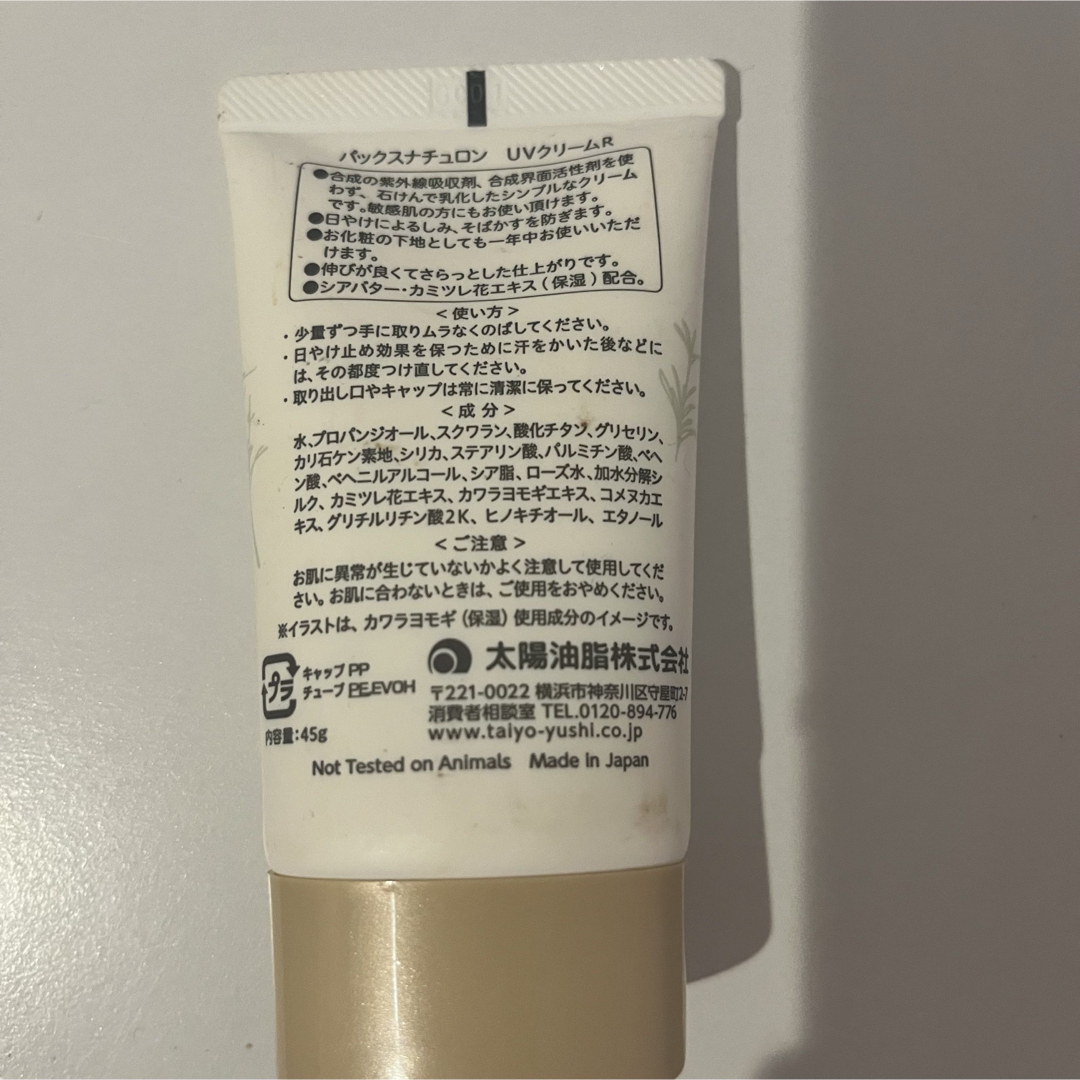 パックスナチュロン UVクリームR
●合成の紫外線吸収剤、合成界面活性剤を使
わず、石けんで乳化したシンプルなクリーム
です。敏感肌の方にもお使い頂けます。
●日やけによるしみ、そばかすを防ぎます。
●お化粧の下地としても一年中お使いいただ
けます。
●伸びが良くてさらっとした仕上がりです。
●シアバター・カミツレ花エキス(保湿)配合。
<使い方>
・少量ずつ手に取りムラなくのばしてください。
・日やけ止め効果を保つために汗をかいた後などに
は、その都度つけ直してください。
・取り出し口やキャップは常に清潔に保ってください。
<成分>
水、プロパンジオール、スクワラン、酸化チタン、グリセリン、
カリ石ケン素地、シリカ、ステアリン酸、パルミチン酸、ベヘ
ン酸、ベヘニルアルコール、シア脂、ローズ水、加水分解シ
ルク、カミツレ花エキス、カワラヨモギエキス、コメヌカエ
キス、グリチルリチン酸2K、ヒノキチオール、エタノール
<ご注意>
お肌に異常が生じていないかよく注意して使用してくだ
さい。お肌に合わないときは、ご使用をおやめください。
※イラストは、カワラヨモギ(保湿)使用成分のイメージです。
プラ
キャップ PP
チューブ PE,EVOH
内容量:45g
太陽油脂株式会社
〒221-0022 横浜市神奈川区守屋町2-7
消費者相談室 TEL.0120-894-776
www.taiyo-yushi.co.jp
Not Tested on Animals Made in Japan